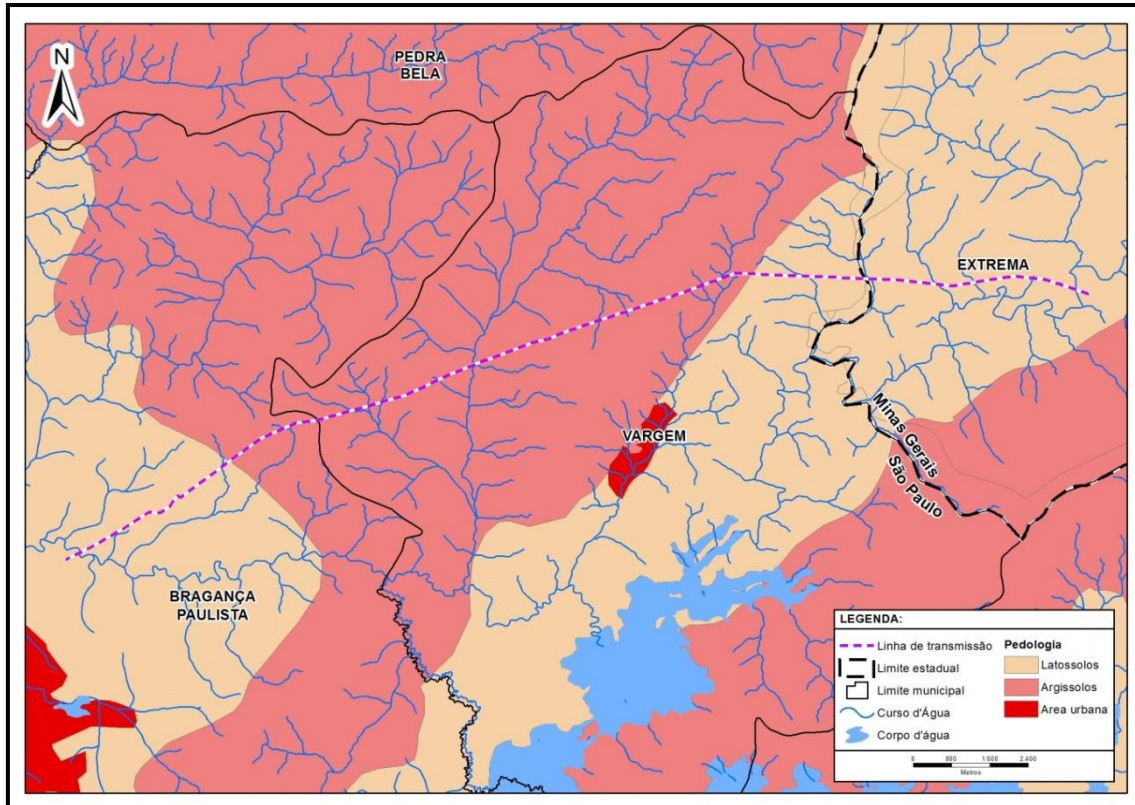 N
PEDRA
BELA
EXTREMA
VARGEM
Minas Gerais
São Paulo
BRAGANÇA
PAULISTA
LEGENDA:
Linha de transmissão
Limite estadual
Limite municipal
Curso d'Água
Corpo d'água
Pedologia
Latossolos
Argissolos
Area urbana
0 800 1.600 2.400
Metros